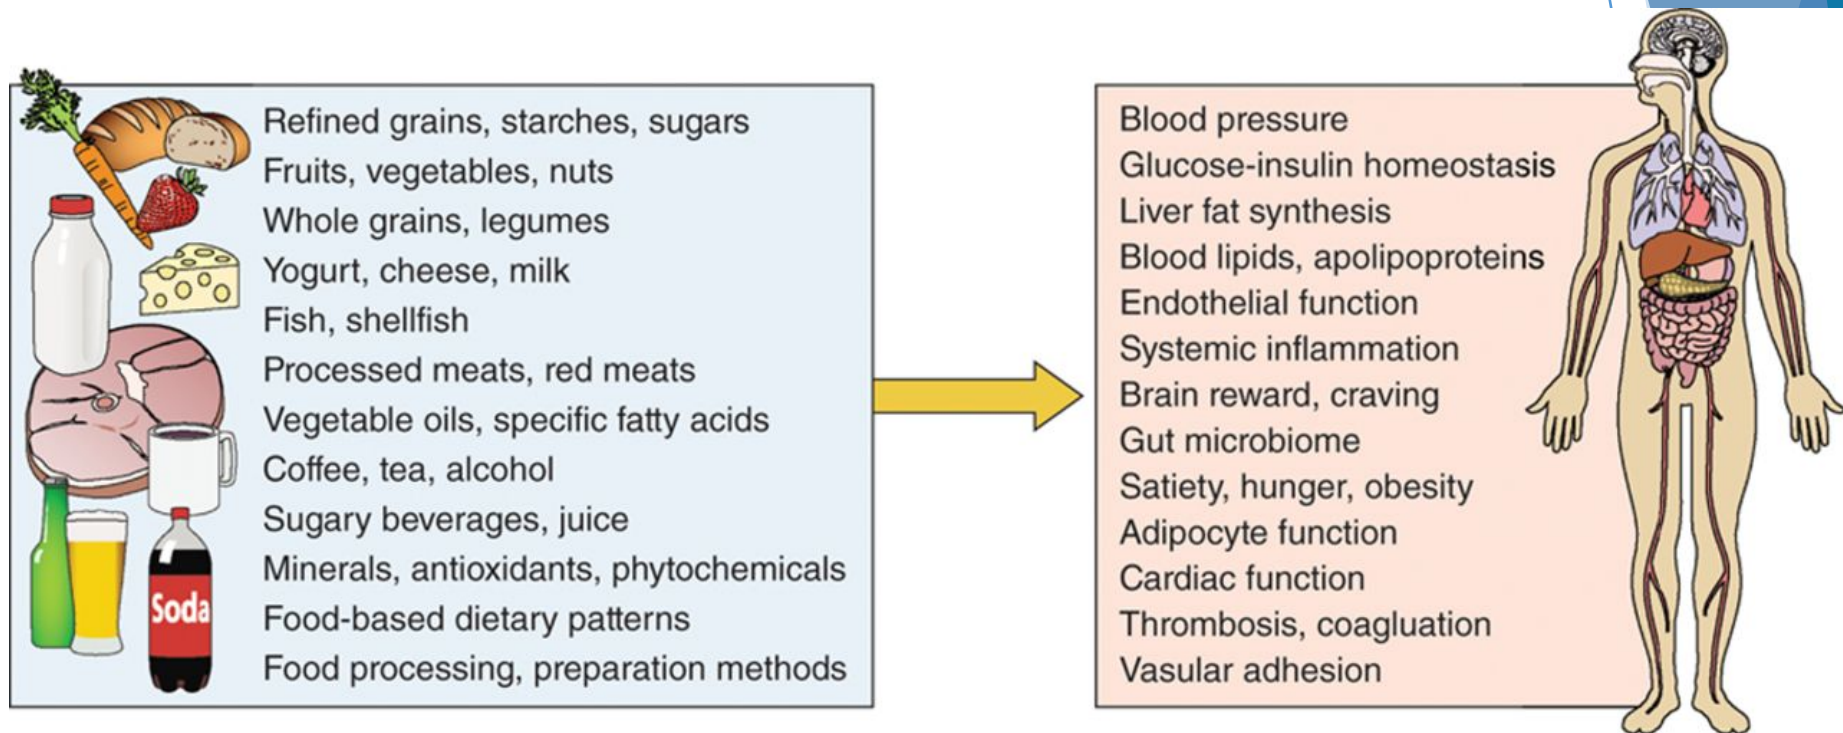 Refined grains, starches, sugars
Fruits, vegetables, nuts
Whole grains, legumes
Yogurt, cheese, milk
Fish, shellfish
Processed meats, red meats
Vegetable oils, specific fatty acids
Coffee, tea, alcohol
Sugary beverages, juice
Minerals, antioxidants, phytochemicals
Food-based dietary patterns
Food processing, preparation methods
Soda
Blood pressure
Glucose-insulin homeostasis
Liver fat synthesis
Blood lipids, apolipoproteins
Endothelial function
Systemic inflammation
Brain reward, craving
Gut microbiome
Satiety, hunger, obesity
Adipocyte function
Cardiac function
Thrombosis, coagluation
Vasular adhesion